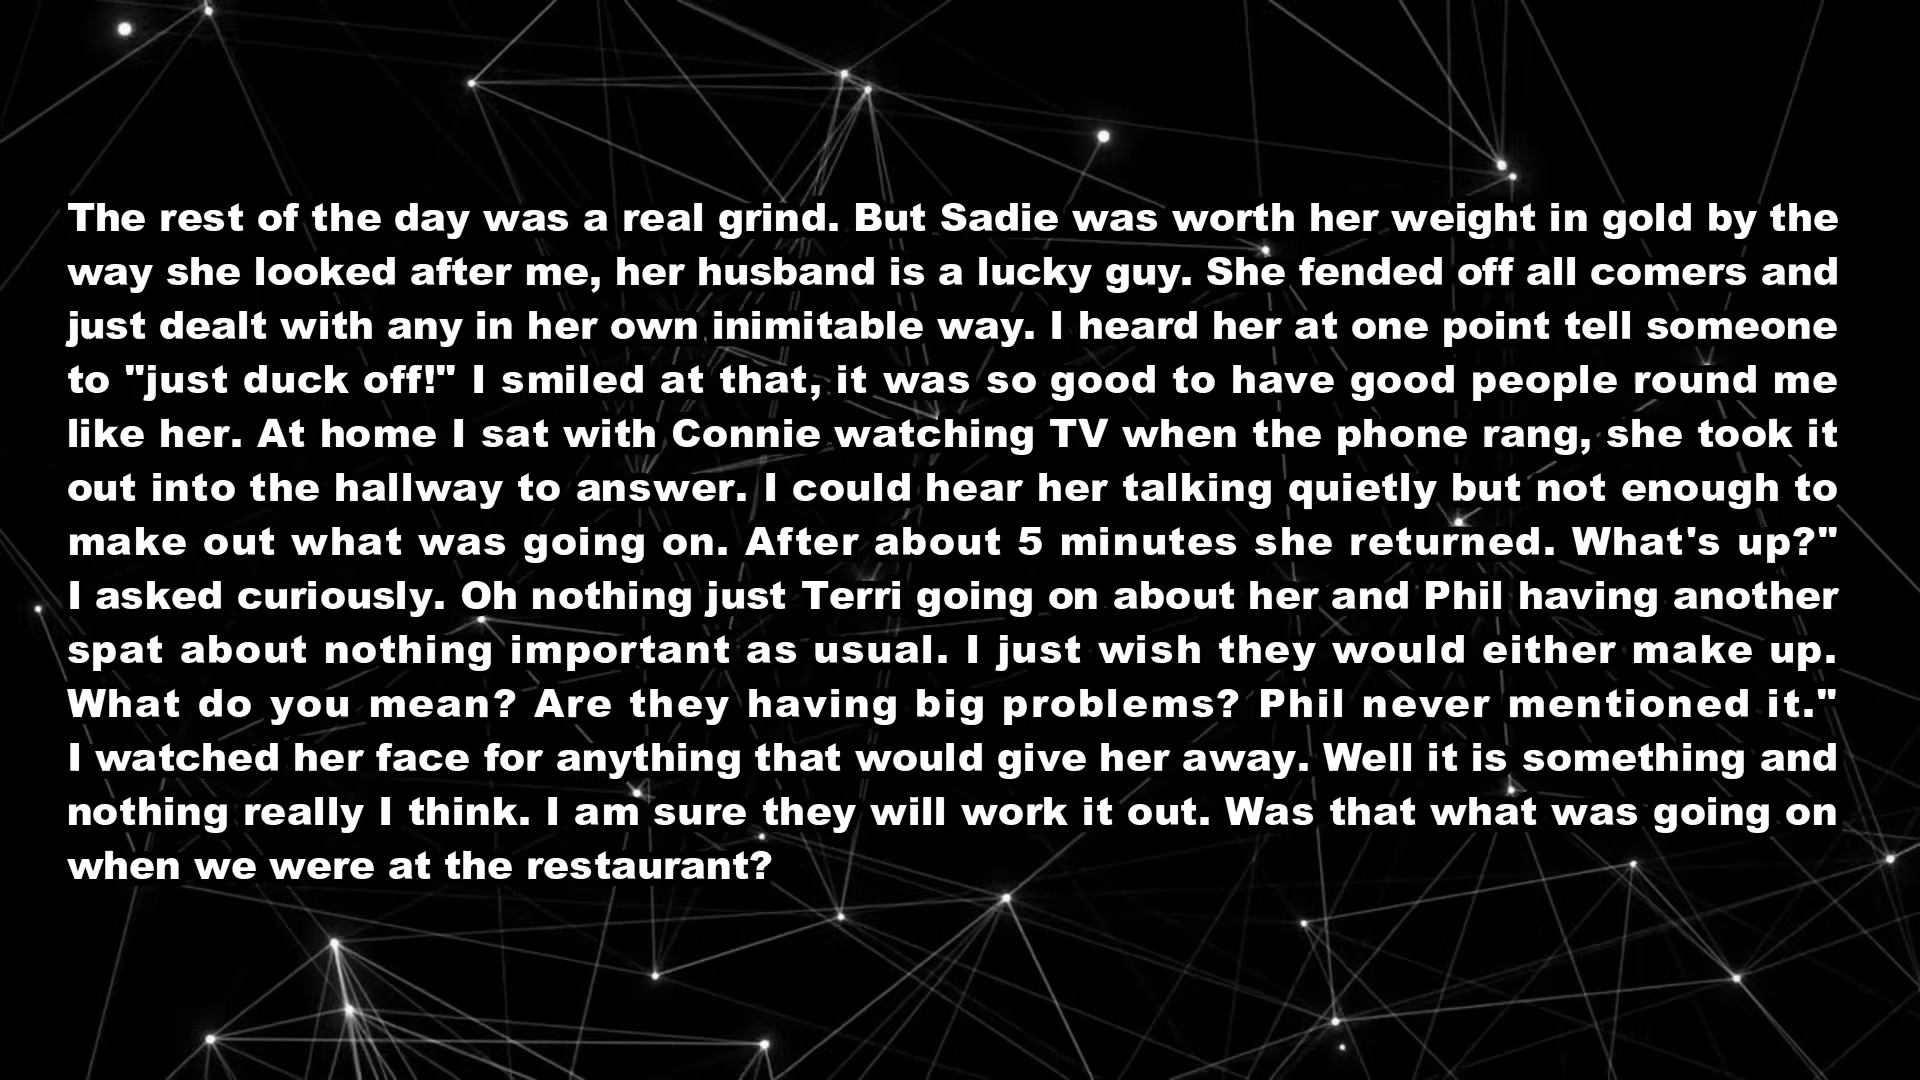 The rest of the day was a real grind. But Sadie was worth her weight in gold by the
way she looked after me, her husband is a lucky guy. She fended off all comers and
just dealt with any in her own inimitable way. I heard her at one point tell someone
to "just duck off!" I smiled at that, it was so good to have good people round me
like her. At home I sat with Connie watching TV when the phone rang, she took it
out into the hallway to answer. I could hear her talking quietly but not enough to
make out what was going on. After about 5 minutes she returned. What's up?"
I asked curiously. Oh nothing just Terri going on about her and Phil having another
spat about nothing important as usual. I just wish they would either make up.
What do you mean? Are they having big problems? Phil never mentioned it."
I watched her face for anything that would give her away. Well it is something and
nothing really I think. I am sure they will work it out. Was that what was going on
when we were at the restaurant?